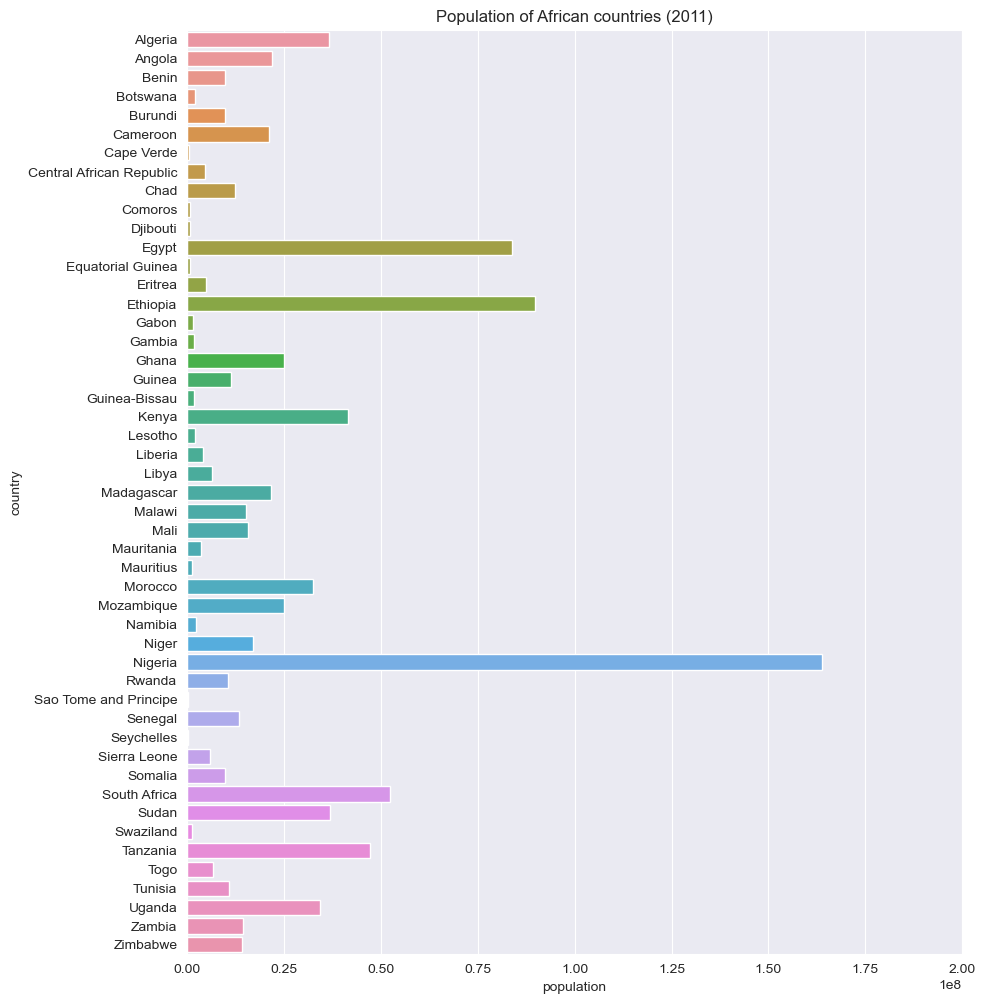 Population of African countries (2011)
Algeria
Angola
Benin
Botswana
Burundi
Cameroon
Cape Verde
Central African Republic
Chad
Comoros
Djibouti
Egypt
Equatorial Guinea
Eritrea
Ethiopia
Gabon
Gambia
Ghana
Guinea
Guinea-Bissau
Kenya
Lesotho
Liberia
Libya
Madagascar
Malawi
Mali
Mauritania
Mauritius
Morocco
Mozambique
Namibia
Niger
Nigeria
Rwanda
Sao Tome and Principe
Senegal
Seychelles
Sierra Leone
Somalia
South Africa
Sudan
Swaziland
Tanzania
Togo
Tunisia
Uganda
Zambia
Zimbabwe
country
0.00 0.25 0.50 0.75 1.00 1.25 1.50 1.75 2.00
1e8
population